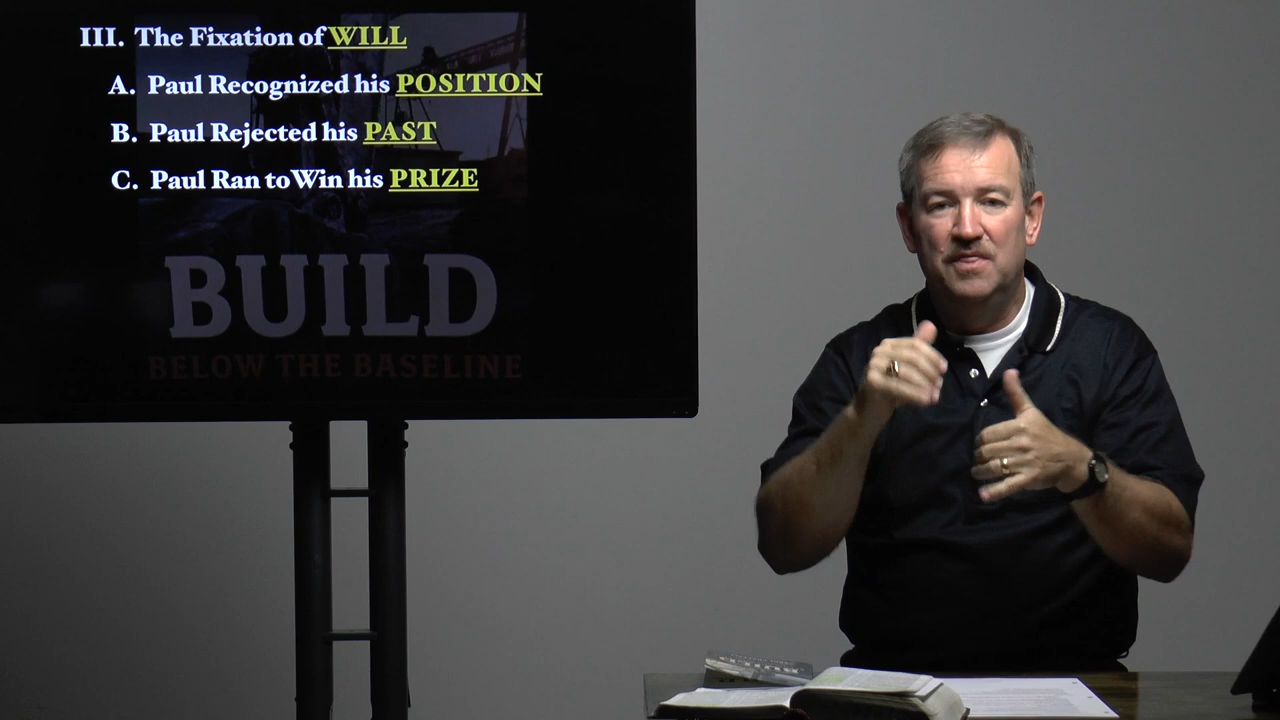 III. The Fixation of WILL
A. Paul Recognized his POSITION
B. Paul Rejected his PAST
C. Paul Ran to Win his PRIZE
BUILD
BELOW THE BASELINE